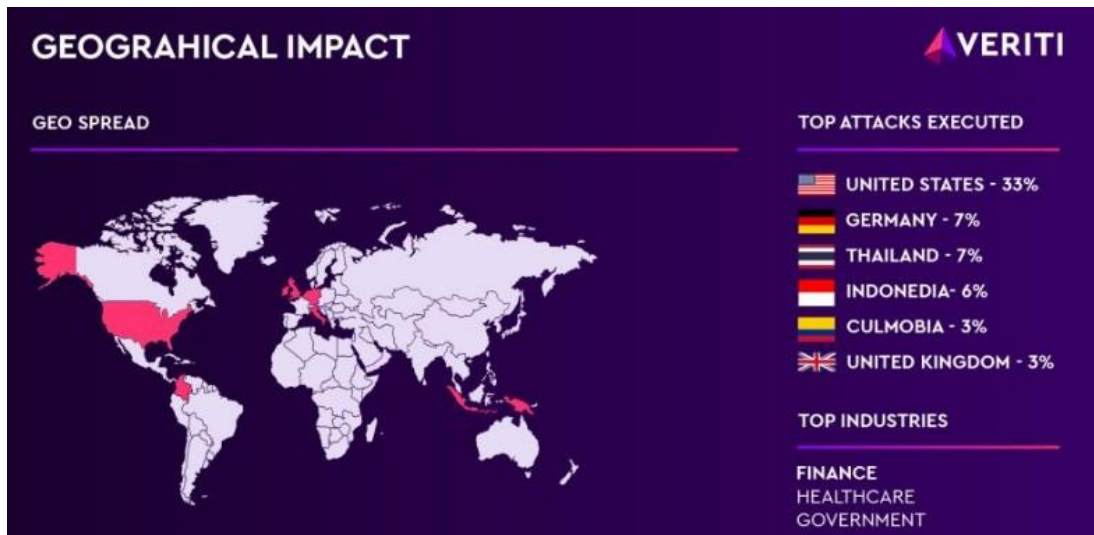 GEOGRAHICAL IMPACT
VERITI
GEO SPREAD
TOP ATTACKS EXECUTED
UNITED STATES - 33%
GERMANY - 7%
THAILAND - 7%
INDONEDIA- 6%
CULMOBIA - 3%
UNITED KINGDOM - 3%
TOP INDUSTRIES
FINANCE
HEALTHCARE
GOVERNMENT